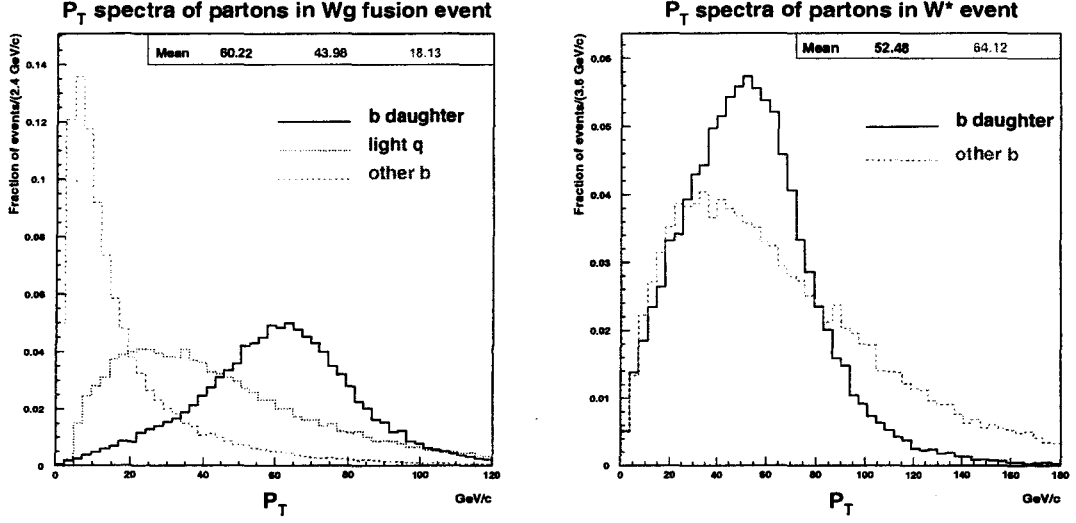 P_T spectra of partons in Wg fusion event
Mean 60.22 43.98 18.13
Fraction of events/(2.4 GeV/c)
0.14
0.12
0.1
0.08
0.06
0.04
0.02
0
b daughter
light q
other b
0 20 40 60 80 100 120
P_T
GeV/c
P_T spectra of partons in W* event
Mean 52.48 64.12
Fraction of events/(3.6 GeV/c)
0.06
0.05
0.04
0.03
0.02
0.01
0
b daughter
other b
0 20 40 60 80 100 120 140 160 180
P_T
GeV/c